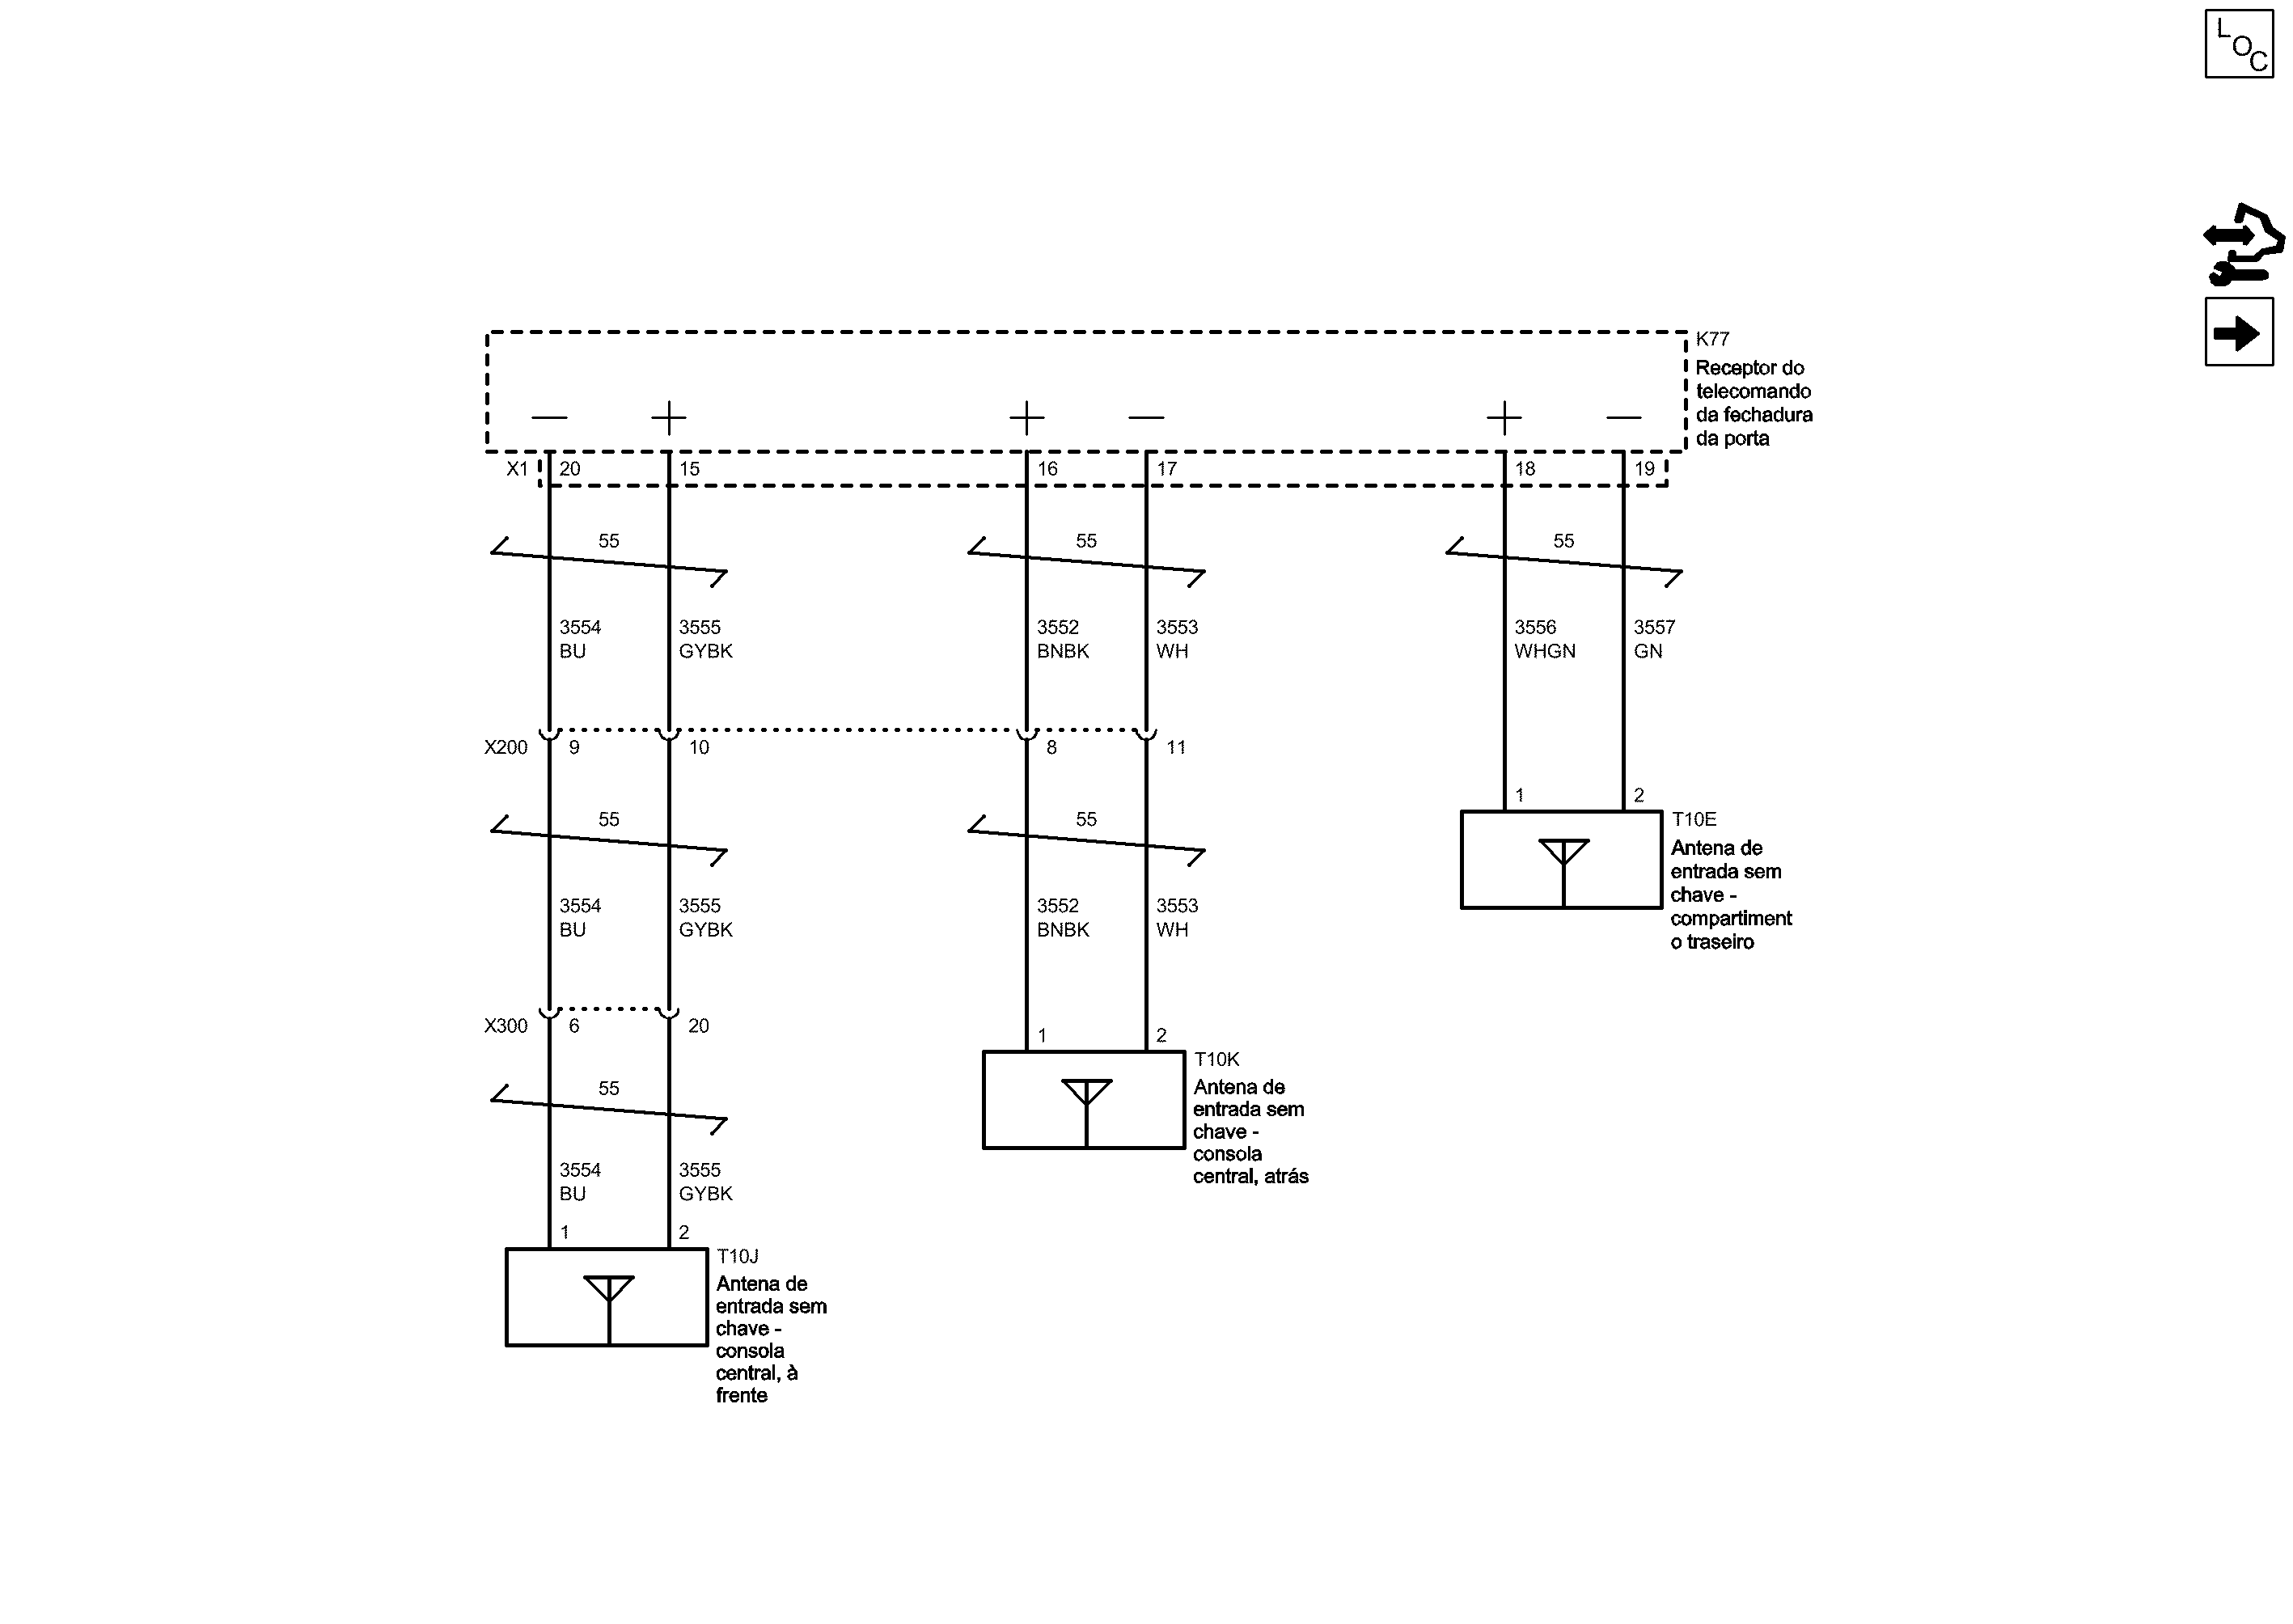 LOC
K77
Receptor do
telecomando
da fechadura
da porta
X1 20 15 16 17 18 19
55 55 55
3554 3555 3552 3553 3556 3557
BU GYBK BNBK WH WHGN GN
X200 9 10 8 11
1 2
T10E
Antena de
entrada sem
chave -
compartiment
o traseiro
55 55
3554 3555 3552 3553
BU GYBK BNBK WH
X300 6 20
1 2
T10K
Antena de
entrada sem
chave -
consola
central, atrás
55
3554 3555
BU GYBK
1 2
T10J
Antena de
entrada sem
chave -
consola
central, à
frente